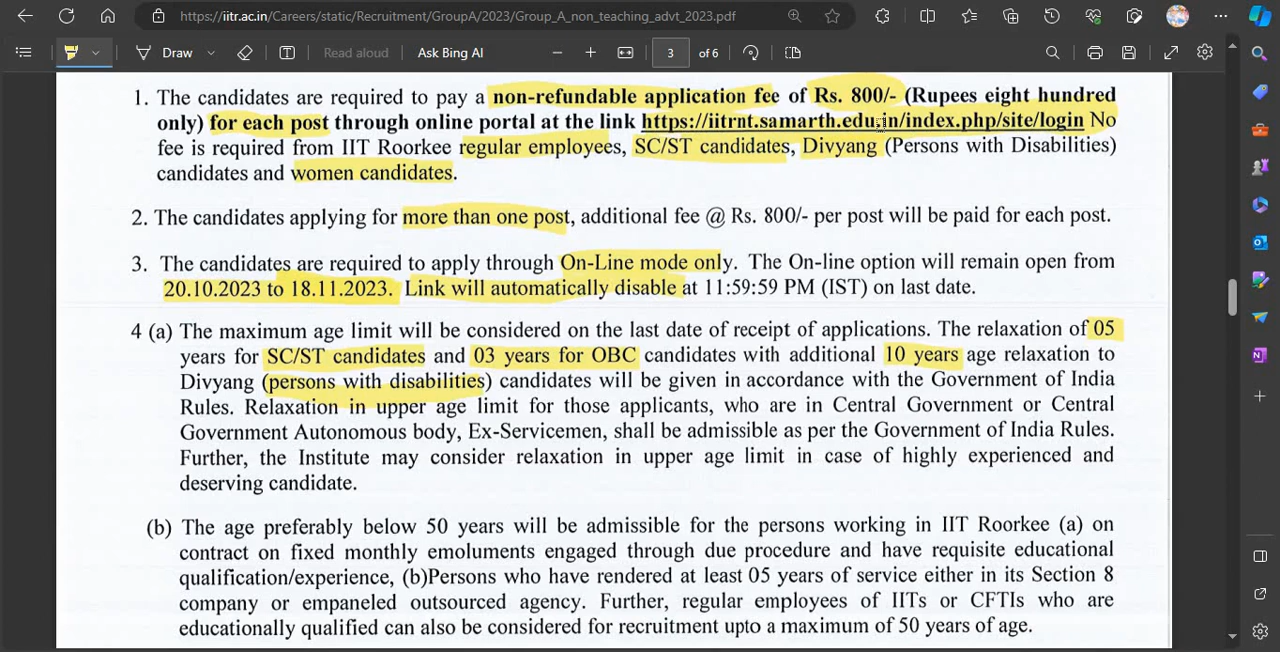 https://iitr.ac.in/Careers/static/Recruitment/GroupA/2023/Group_A_non_teaching_advt_2023.pdf
Draw
Read aloud
Ask Bing AI
3 of 6
1. The candidates are required to pay a non-refundable application fee of Rs. 800/- (Rupees eight hundred
only) for each post through online portal at the link https://iitrnt.samarth.edu.in/index.php/site/login No
fee is required from IIT Roorkee regular employees, SC/ST candidates, Divyang (Persons with Disabilities)
candidates and women candidates.
2. The candidates applying for more than one post, additional fee @ Rs. 800/- per post will be paid for each post.
3. The candidates are required to apply through On-Line mode only. The On-line option will remain open from
20.10.2023 to 18.11.2023. Link will automatically disable at 11:59:59 PM (IST) on last date.
4 (a) The maximum age limit will be considered on the last date of receipt of applications. The relaxation of 05
years for SC/ST candidates and 03 years for OBC candidates with additional 10 years age relaxation to
Divyang (persons with disabilities) candidates will be given in accordance with the Government of India
Rules. Relaxation in upper age limit for those applicants, who are in Central Government or Central
Government Autonomous body, Ex-Servicemen, shall be admissible as per the Government of India Rules.
Further, the Institute may consider relaxation in upper age limit in case of highly experienced and
deserving candidate.
(b) The age preferably below 50 years will be admissible for the persons working in IIT Roorkee (a) on
contract on fixed monthly emoluments engaged through due procedure and have requisite educational
qualification/experience, (b)Persons who have rendered at least 05 years of service either in its Section 8
company or empaneled outsourced agency. Further, regular employees of IITs or CFTIs who are
educationally qualified can also be considered for recruitment upto a maximum of 50 years of age.